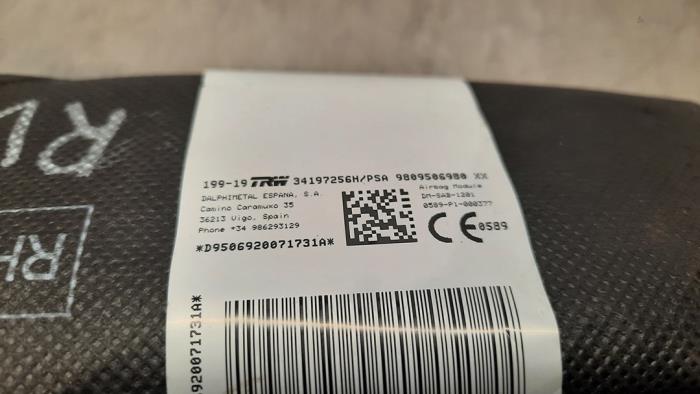 199-19 TRW 34197256H/PSA 9809506980 XX
DALPHIMETAL ESPANA, S.A.
Camino Caramuxo 35
36213 Vigo, Spain
Phone +34 986293129
*D9506920071731A*
Airbag Module
DM-SAB-1201
0589-P1-000377
CE 0589
920071731A*
RH